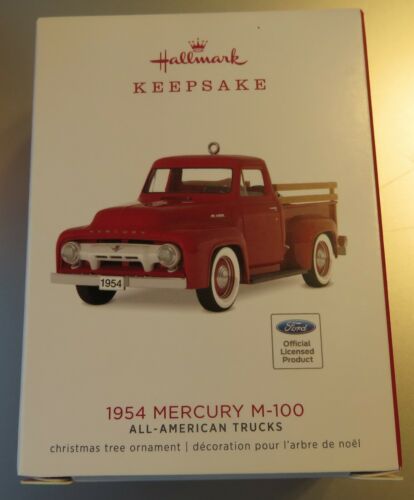 Hallmark
KEEPSAKE
MERCURY
1954
Ford
Official
Licensed
Product
1954 MERCURY M-100
ALL-AMERICAN TRUCKS
christmas tree ornament | décoration pour l'arbre de noël